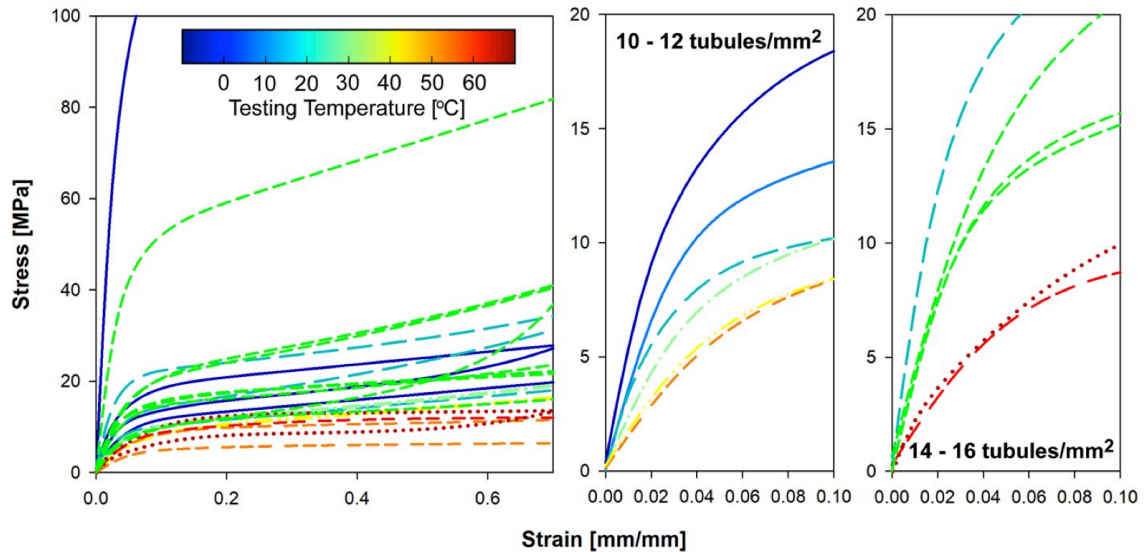 100
80
60
40
20
0
Stress [MPa]
0 10 20 30 40 50 60
Testing Temperature [ºC]
0.0 0.2 0.4 0.6
20
15
10
5
0
10 - 12 tubules/mm²
0.00 0.02 0.04 0.06 0.08 0.10
20
15
10
5
0
14 - 16 tubules/mm²
0.00 0.02 0.04 0.06 0.08 0.10
Strain [mm/mm]